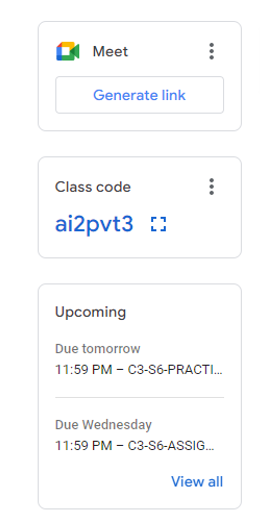 Meet
Generate link
Class code
ai2pvt3
Upcoming
Due tomorrow
11:59 PM – C3-S6-PRACTI...
Due Wednesday
11:59 PM – C3-S6-ASSIG...
View all